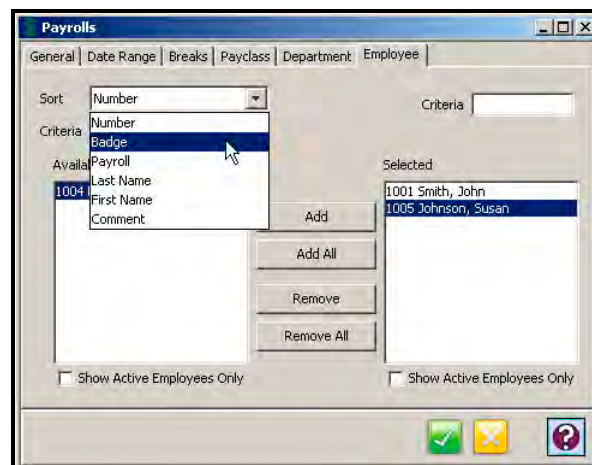 Payrolls
General Date Range Breaks Payclass Department Employee
Sort Number Criteria
Number
Criteria Badge
Payroll Selected
Last Name
1004 1001 Smith, John
First Name 1005 Johnson, Susan
Comment
Add
Add All
Remove
Remove All
Show Active Employees Only Show Active Employees Only
?